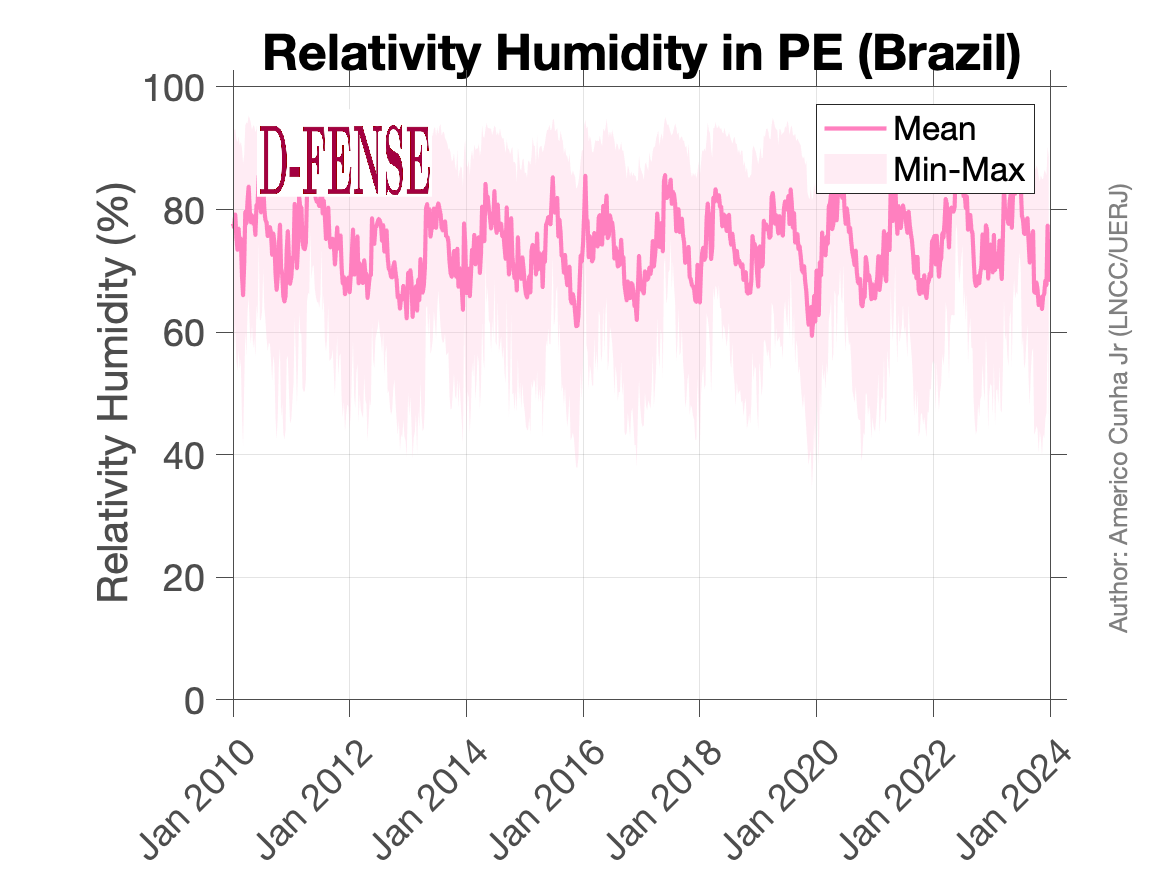 Relativity Humidity in PE (Brazil)
D-FENSE
Mean
Min-Max
Relativity Humidity (%)
100
80
60
40
20
0
Jan 2010
Jan 2012
Jan 2014
Jan 2016
Jan 2018
Jan 2020
Jan 2022
Jan 2024
Author: Americo Cunha Jr (LNCC/UERJ)